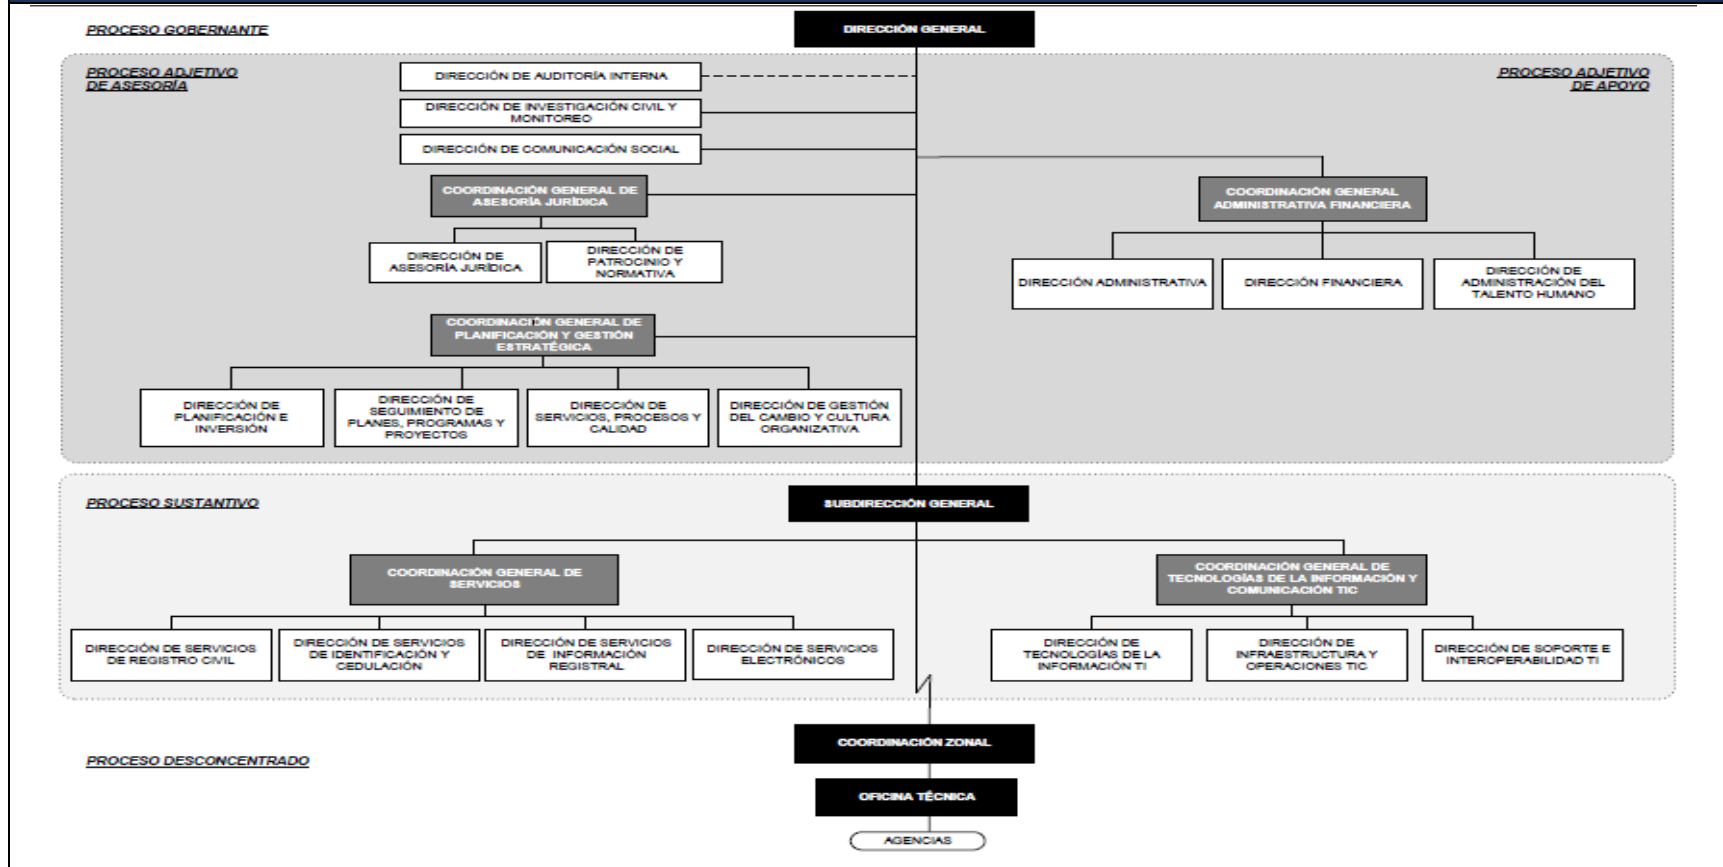 PROCESO GOBERNANTE
DIRECCIÓN GENERAL
PROCESO ADJETIVO
DE ASESORÍA
DIRECCIÓN DE AUDITORÍA INTERNA
PROCESO ADJETIVO
DE APOYO
DIRECCIÓN DE INVESTIGACIÓN CIVIL Y
MONITOREO
DIRECCIÓN DE COMUNICACIÓN SOCIAL
COORDINACIÓN GENERAL DE
ASESORÍA JURÍDICA
COORDINACIÓN GENERAL
ADMINISTRATIVA FINANCIERA
DIRECCIÓN DE
ASESORÍA JURÍDICA
DIRECCIÓN DE
PATROCINIO Y
NORMATIVA
DIRECCIÓN ADMINISTRATIVA
DIRECCIÓN FINANCIERA
DIRECCIÓN DE
ADMINISTRACIÓN DEL
TALENTO HUMANO
COORDINACIÓN GENERAL DE
PLANIFICACIÓN Y GESTIÓN
ESTRATÉGICA
DIRECCIÓN DE
PLANIFICACIÓN E
INVERSIÓN
DIRECCIÓN DE
SEGUIMIENTO DE
PLANES, PROGRAMAS Y
PROYECTOS
DIRECCIÓN DE
SERVICIOS, PROCESOS Y
CALIDAD
DIRECCIÓN DE GESTIÓN
DEL CAMBIO Y CULTURA
ORGANIZATIVA
PROCESO SUSTANTIVO
SUBDIRECCIÓN GENERAL
COORDINACIÓN GENERAL DE
SERVICIOS
COORDINACIÓN GENERAL DE
TECNOLOGÍAS DE LA INFORMACIÓN Y
COMUNICACIÓN TIC
DIRECCIÓN DE SERVICIOS
DE REGISTRO CIVIL
DIRECCIÓN DE SERVICIOS
DE IDENTIFICACIÓN Y
CEDULACIÓN
DIRECCIÓN DE SERVICIOS
DE INFORMACIÓN
REGISTRAL
DIRECCIÓN DE SERVICIOS
ELECTRÓNICOS
DIRECCIÓN DE
TECNOLOGÍAS DE LA
INFORMACIÓN TI
DIRECCIÓN DE
INFRAESTRUCTURA Y
OPERACIONES TIC
DIRECCIÓN DE SOPORTE E
INTEROPERABILIDAD TI
COORDINACIÓN ZONAL
PROCESO DESCONCENTRADO
OFICINA TÉCNICA
AGENCIAS